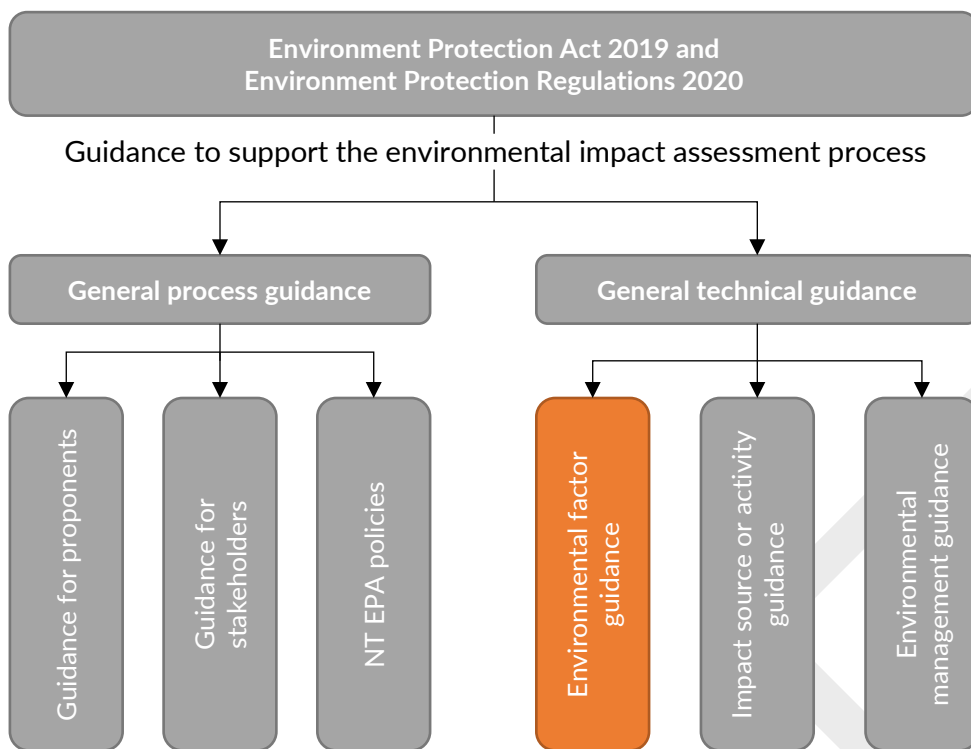 Environment Protection Act 2019 and
Environment Protection Regulations 2020
Guidance to support the environmental impact assessment process
General process guidance
General technical guidance
Guidance for proponents
Guidance for
stakeholders
NT EPA policies
Environmental factor
guidance
Impact source or activity
guidance
Environmental
management guidance